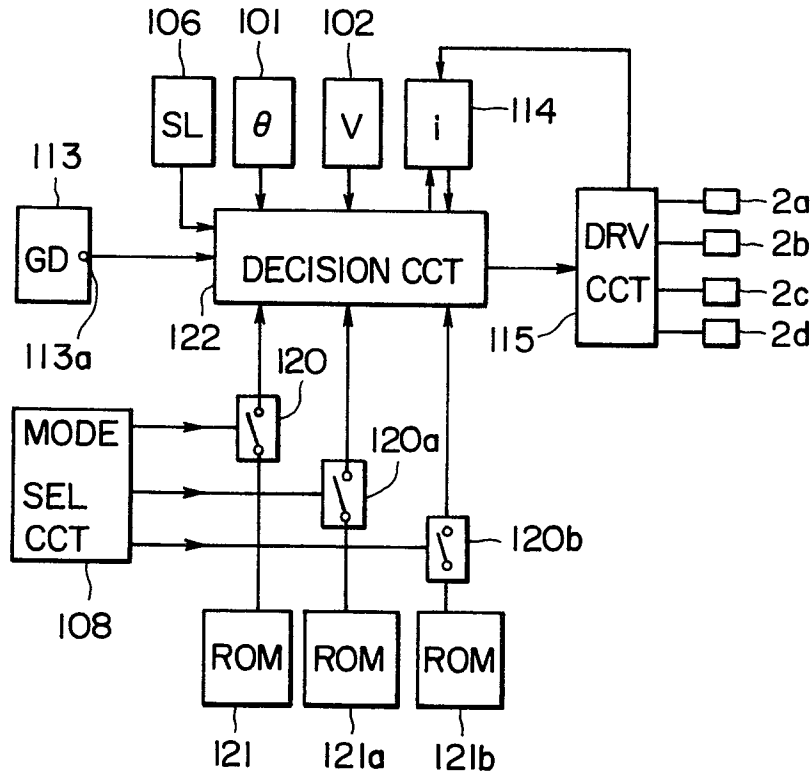 106 101 102
SL θ V i 114
113
GD DECISION CCT DRV
CCT
2a
2b
2c
2d
113a 122 115
120
MODE
SEL
CCT
120a
120b
108
ROM ROM ROM
121 121a 121b